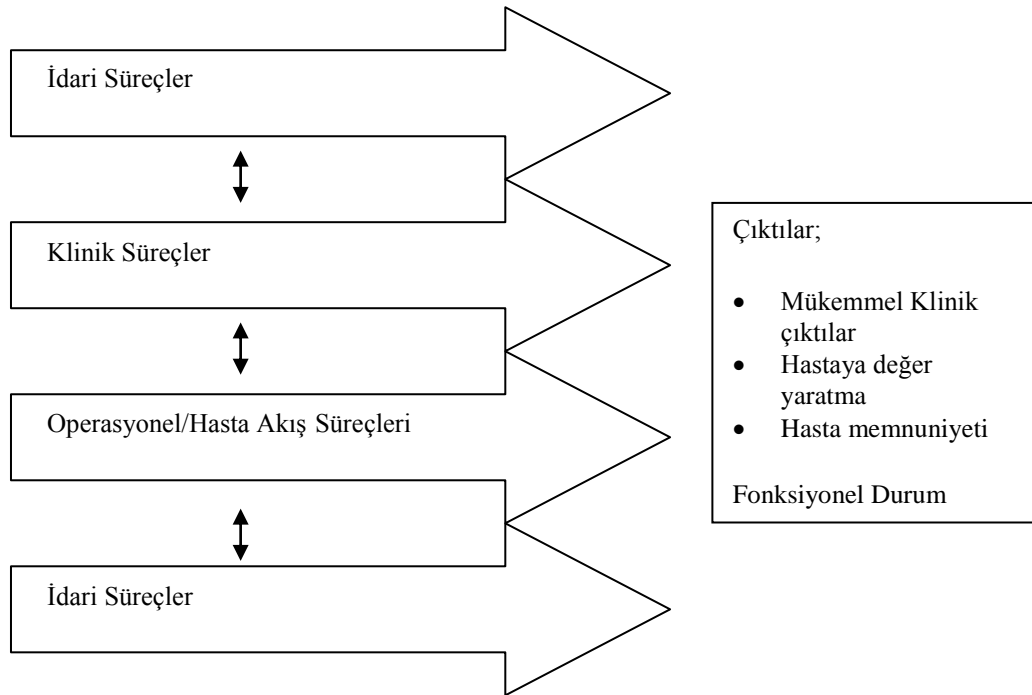 İdari Süreçler
Klinik Süreçler
Operasyonel/Hasta Akış Süreçleri
İdari Süreçler
Çıktılar;
• Mükemmel Klinik
çıktılar
• Hastaya değer
yaratma
• Hasta memnuniyeti
Fonksiyonel Durum